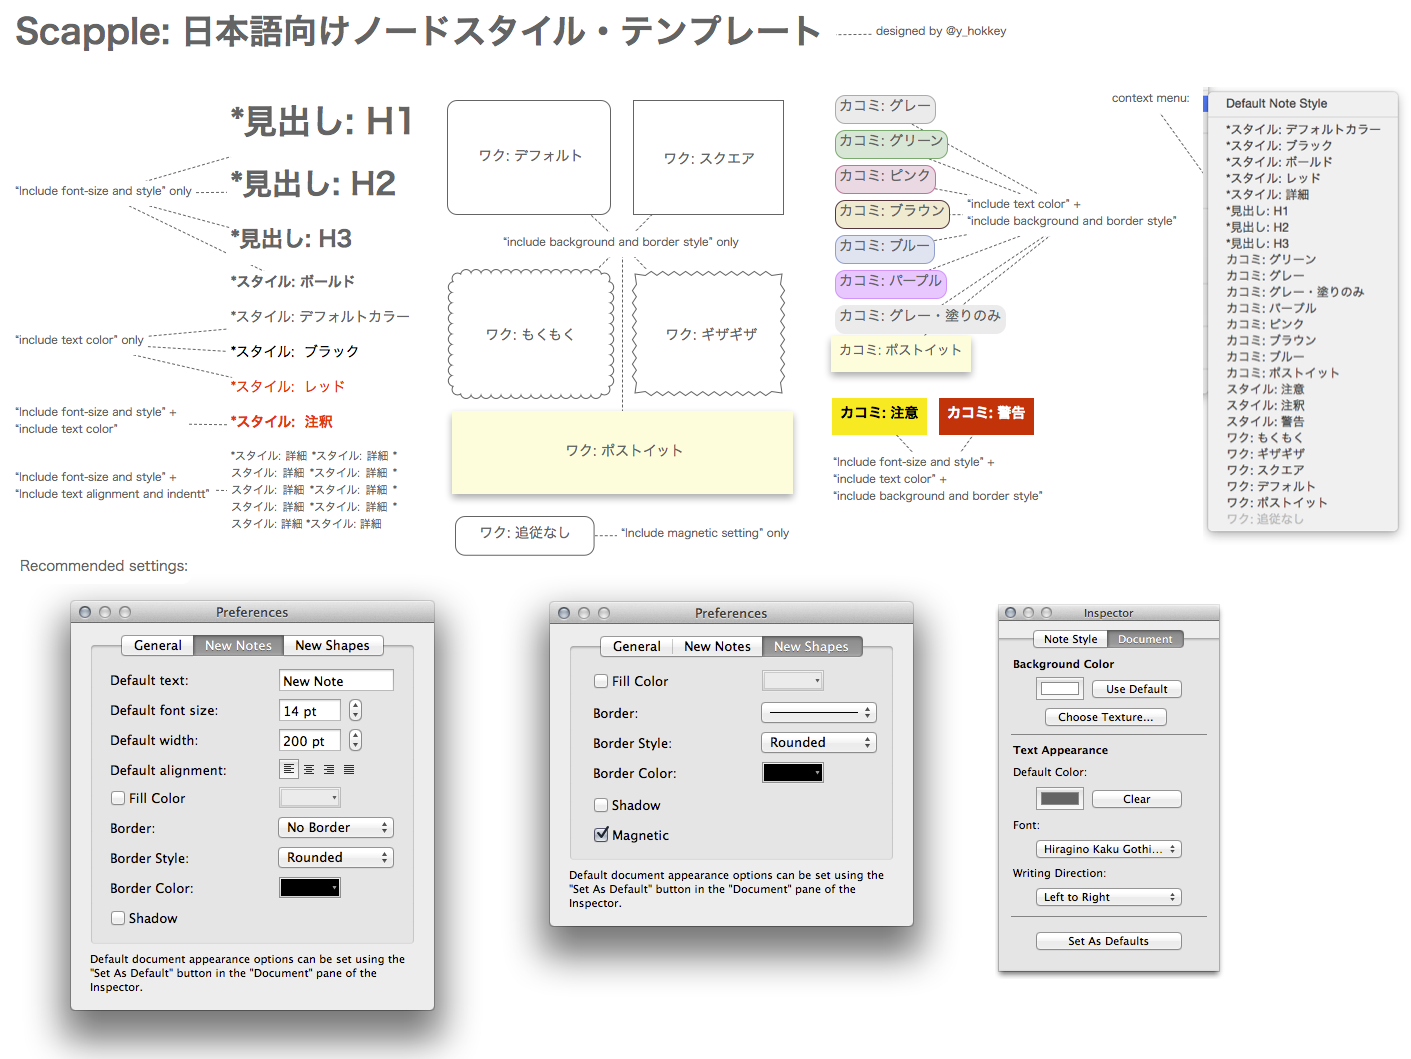 Scapple: 日本語向けノードスタイル・テンプレート
designed by @y_hokkey
*見出し: H1
*見出し: H2
"Include font-size and style" only
*見出し: H3
*スタイル: ボールド
*スタイル: デフォルトカラー
"include text color" only
*スタイル: ブラック
*スタイル: レッド
"Include font-size and style" +
"include text color"
*スタイル: 注釈
"Include font-size and style" +
"Include text alignment and indentt"
*スタイル: 詳細 *スタイル: 詳細 *
スタイル: 詳細 *スタイル: 詳細 *
スタイル: 詳細 *スタイル: 詳細 *
スタイル: 詳細 *スタイル: 詳細 *
スタイル: 詳細 *スタイル: 詳細
ワク: デフォルト
ワク: スクエア
"include background and border style" only
ワク: もくもく
ワク: ギザギザ
ワク: ポストイット
ワク: 追従なし
"Include magnetic setting" only
カコミ: グレー
カコミ: グリーン
カコミ: ピンク
カコミ: ブラウン
カコミ: ブルー
カコミ: パープル
カコミ: グレー・塗りのみ
カコミ: ポストイット
"include text color" +
"include background and border style"
カコミ: 注意
カコミ: 警告
"Include font-size and style" +
"include text color" +
"include background and border style"
context menu:
Default Note Style
*スタイル: デフォルトカラー
*スタイル: ブラック
*スタイル: ボールド
*スタイル: レッド
*スタイル: 詳細
*見出し: H1
*見出し: H2
*見出し: H3
カコミ: グリーン
カコミ: グレー
カコミ: グレー・塗りのみ
カコミ: パープル
カコミ: ピンク
カコミ: ブラウン
カコミ: ブルー
カコミ: ポストイット
スタイル: 注意
スタイル: 注釈
スタイル: 警告
ワク: もくもく
ワク: ギザギザ
ワク: スクエア
ワク: デフォルト
ワク: ポストイット
ワク: 追従なし
Recommended settings:
Preferences
General New Notes New Shapes
Default text: New Note
Default font size: 14 pt
Default width: 200 pt
Default alignment:
Fill Color
Border: No Border
Border Style: Rounded
Border Color:
Shadow
Default document appearance options can be set using the
"Set As Default" button in the "Document" pane of the
Inspector.
Preferences
General New Notes New Shapes
Fill Color
Border:
Border Style: Rounded
Border Color:
Shadow
Magnetic
Default document appearance options can be set using the
"Set As Default" button in the "Document" pane of the
Inspector.
Inspector
Note Style Document
Background Color
Use Default
Choose Texture...
Text Appearance
Default Color:
Clear
Font:
Hiragino Kaku Gothi...
Writing Direction:
Left to Right
Set As Defaults